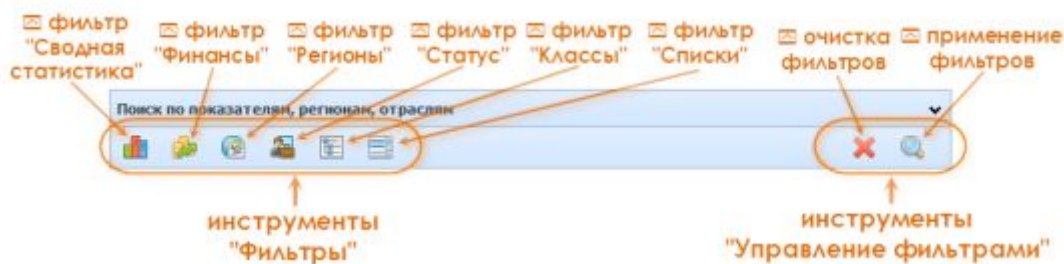 фильтр
"Сводная
статистика"
фильтр
"Финансы"
фильтр
"Регионы"
фильтр
"Статус"
фильтр
"Классы"
фильтр
"Списки"
очистка
фильтров
применение
фильтров
Поиск по показателям, регионам, отраслям
инструменты
"Фильтры"
инструменты
"Управление фильтрами"